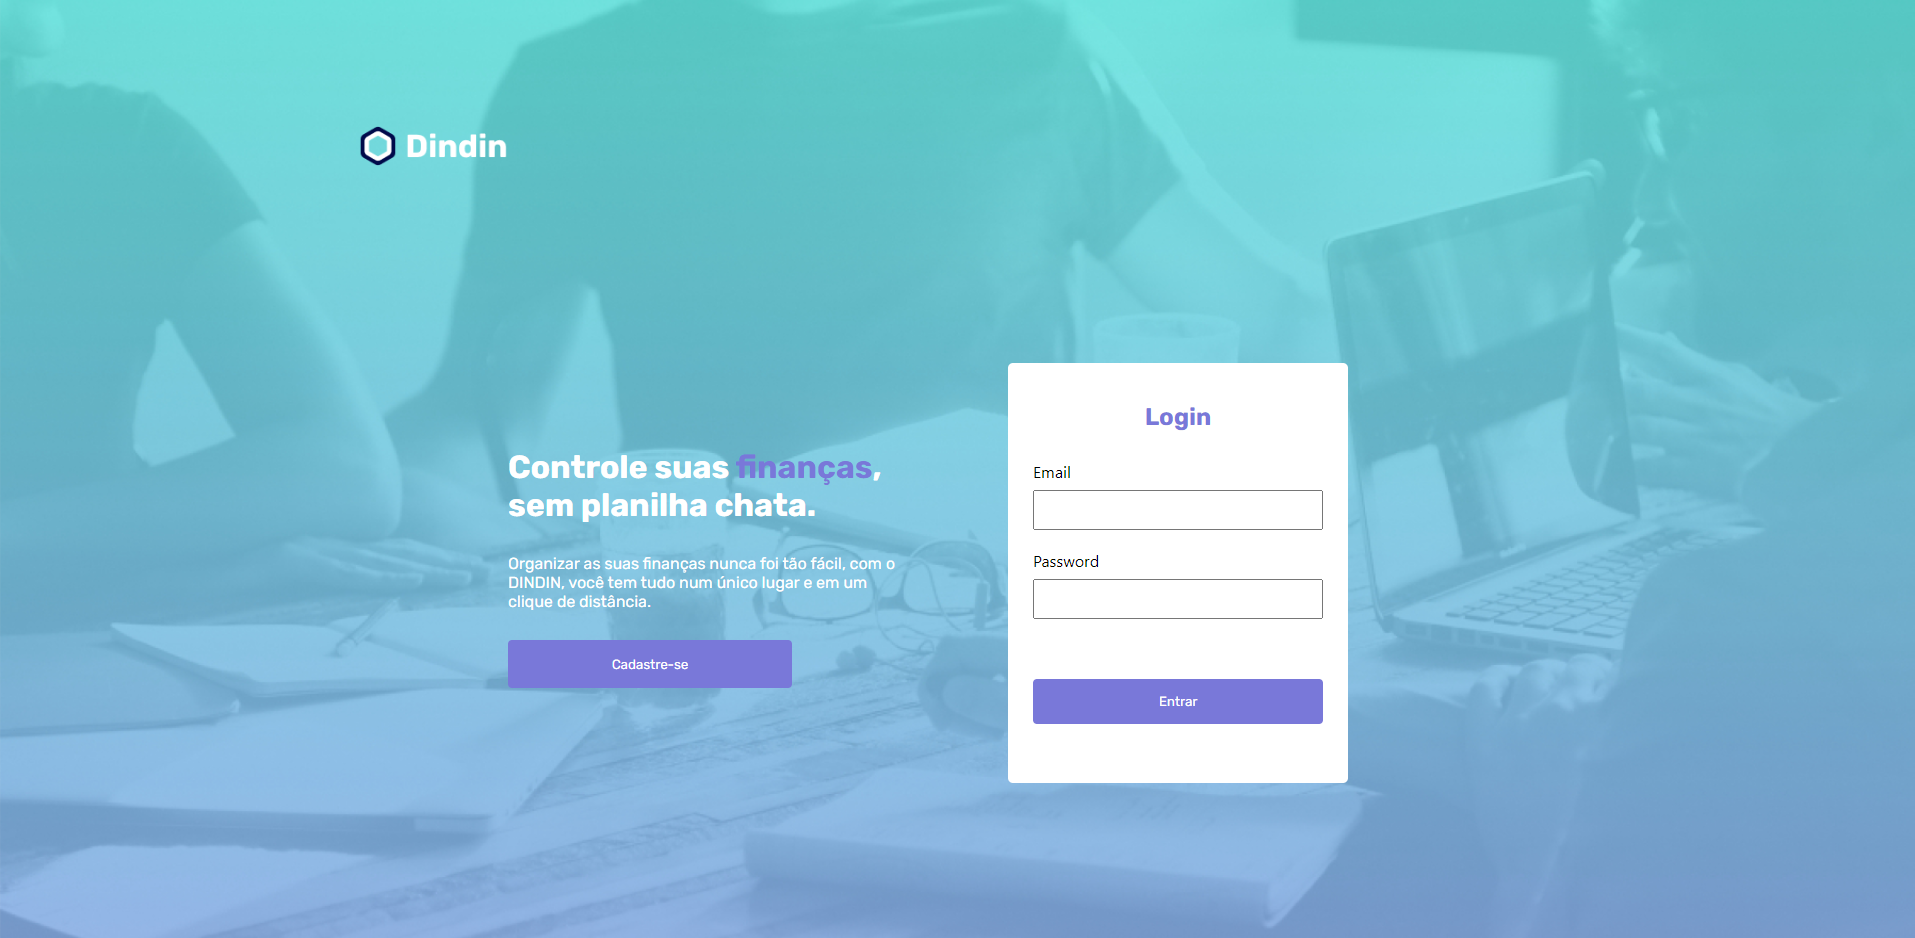 Dindin
Controle suas finanças,
sem planilha chata.
Organizar as suas finanças nunca foi tão fácil, com o
DINDIN, você tem tudo num único lugar e em um
clique de distância.
Cadastre-se
Login
Email
Password
Entrar